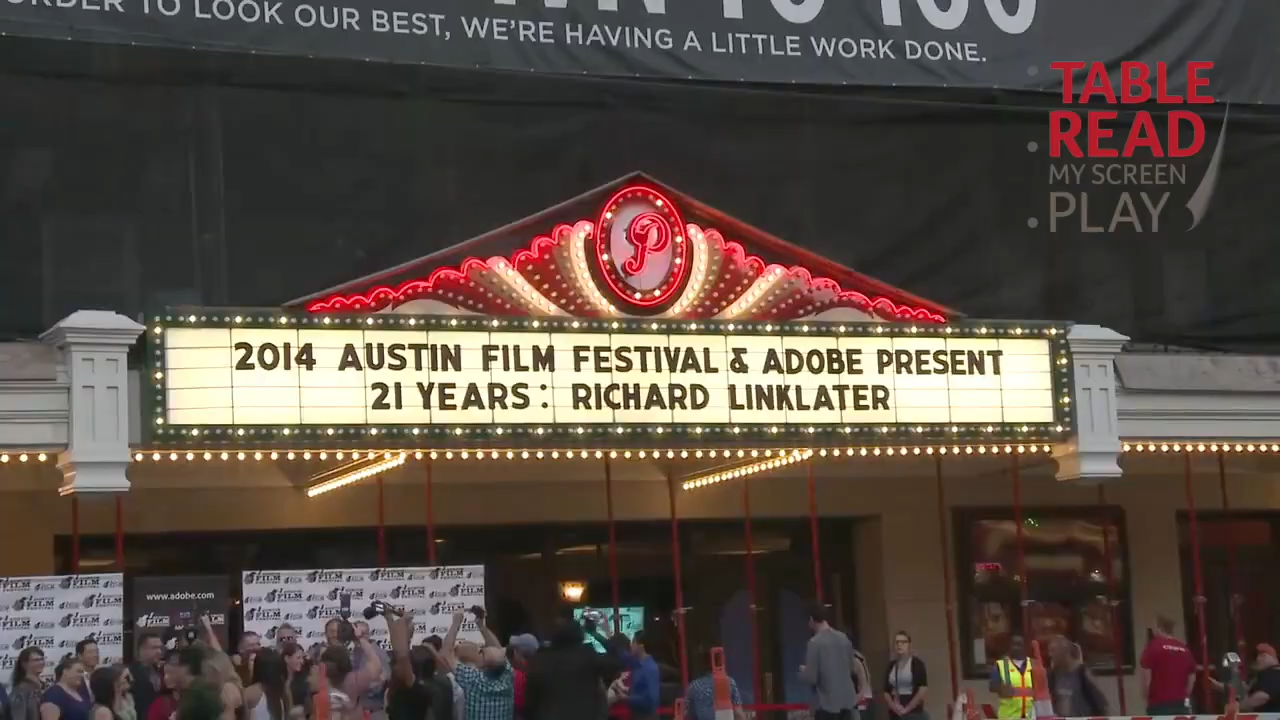 ORDER TO LOOK OUR BEST, WE'RE HAVING A LITTLE WORK DONE.
TABLE
READ
MY SCREEN
PLAY
P
2014 AUSTIN FILM FESTIVAL & ADOBE PRESENT
21 YEARS: RICHARD LINKLATER
www.adobe.com